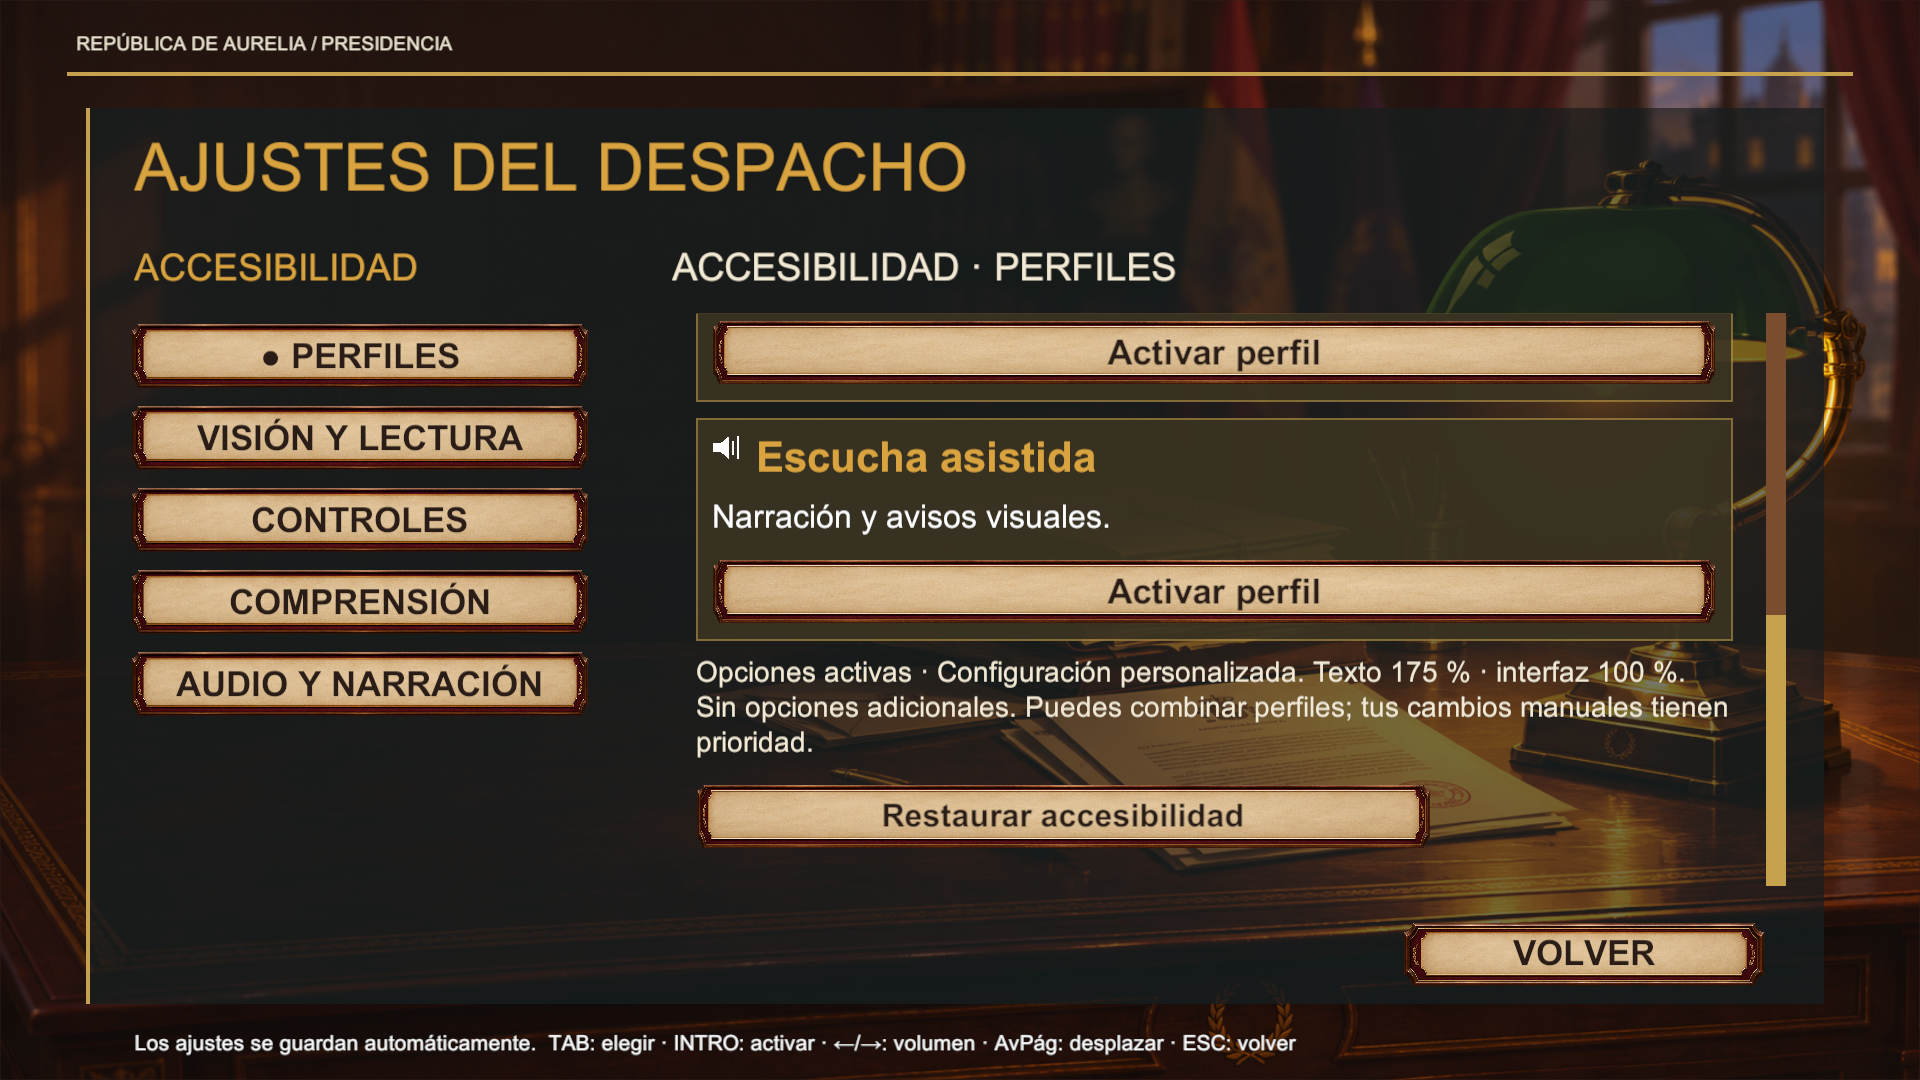 REPÚBLICA DE AURELIA / PRESIDENCIA
AJUSTES DEL DESPACHO
ACCESIBILIDAD
● PERFILES
VISIÓN Y LECTURA
CONTROLES
COMPRENSIÓN
AUDIO Y NARRACIÓN
ACCESIBILIDAD · PERFILES
Activar perfil
Escucha asistida
Narración y avisos visuales.
Activar perfil
Opciones activas · Configuración personalizada. Texto 175 % · interfaz 100 %.
Sin opciones adicionales. Puedes combinar perfiles; tus cambios manuales tienen
prioridad.
Restaurar accesibilidad
VOLVER
Los ajustes se guardan automáticamente. TAB: elegir · INTRO: activar · ←/→: volumen · AvPág: desplazar · ESC: volver